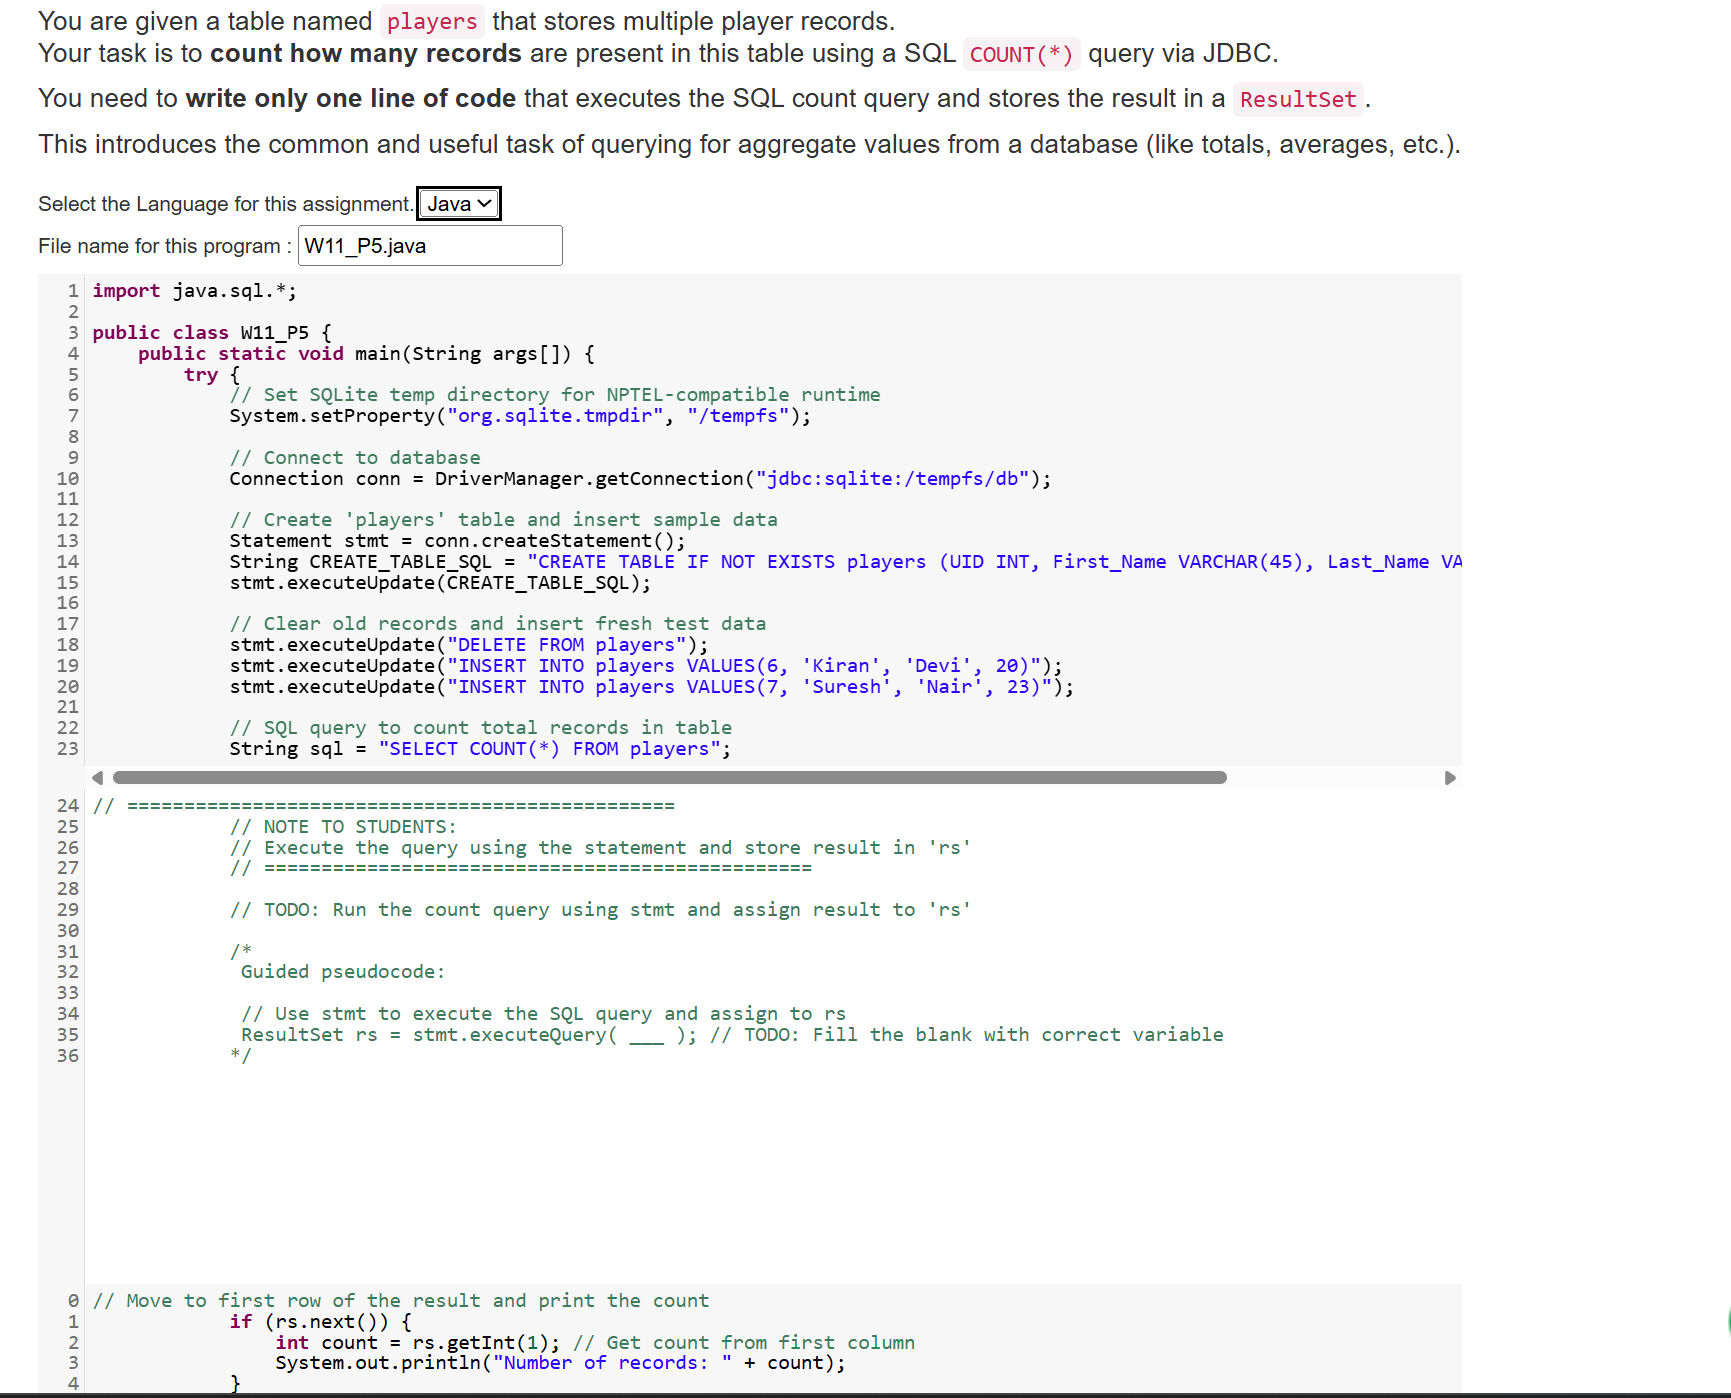 You are given a table named players that stores multiple player records.
Your task is to count how many records are present in this table using a SQL COUNT(*) query via JDBC.
You need to write only one line of code that executes the SQL count query and stores the result in a ResultSet.
This introduces the common and useful task of querying for aggregate values from a database (like totals, averages, etc.).
Select the Language for this assignment. Java
File name for this program : W11_P5.java
1 import java.sql.*;
2
3 public class W11_P5 {
4     public static void main(String args[]) {
5         try {
6             // Set SQLite temp directory for NPTEL-compatible runtime
7             System.setProperty("org.sqlite.tmpdir", "/tempfs");
8
9             // Connect to database
10             Connection conn = DriverManager.getConnection("jdbc:sqlite:/tempfs/db");
11
12             // Create 'players' table and insert sample data
13             Statement stmt = conn.createStatement();
14             String CREATE_TABLE_SQL = "CREATE TABLE IF NOT EXISTS players (UID INT, First_Name VARCHAR(45), Last_Name VA
15             stmt.executeUpdate(CREATE_TABLE_SQL);
16
17             // Clear old records and insert fresh test data
18             stmt.executeUpdate("DELETE FROM players");
19             stmt.executeUpdate("INSERT INTO players VALUES(6, 'Kiran', 'Devi', 20)");
20             stmt.executeUpdate("INSERT INTO players VALUES(7, 'Suresh', 'Nair', 23)");
21
22             // SQL query to count total records in table
23             String sql = "SELECT COUNT(*) FROM players";
24 // ================================================
25             // NOTE TO STUDENTS:
26             // Execute the query using the statement and store result in 'rs'
27             // ================================================
28
29             // TODO: Run the count query using stmt and assign result to 'rs'
30
31             /*
32              Guided pseudocode:
33
34              // Use stmt to execute the SQL query and assign to rs
35              ResultSet rs = stmt.executeQuery( ___ ); // TODO: Fill the blank with correct variable
36             */
0 // Move to first row of the result and print the count
1             if (rs.next()) {
2                 int count = rs.getInt(1); // Get count from first column
3                 System.out.println("Number of records: " + count);
4             }